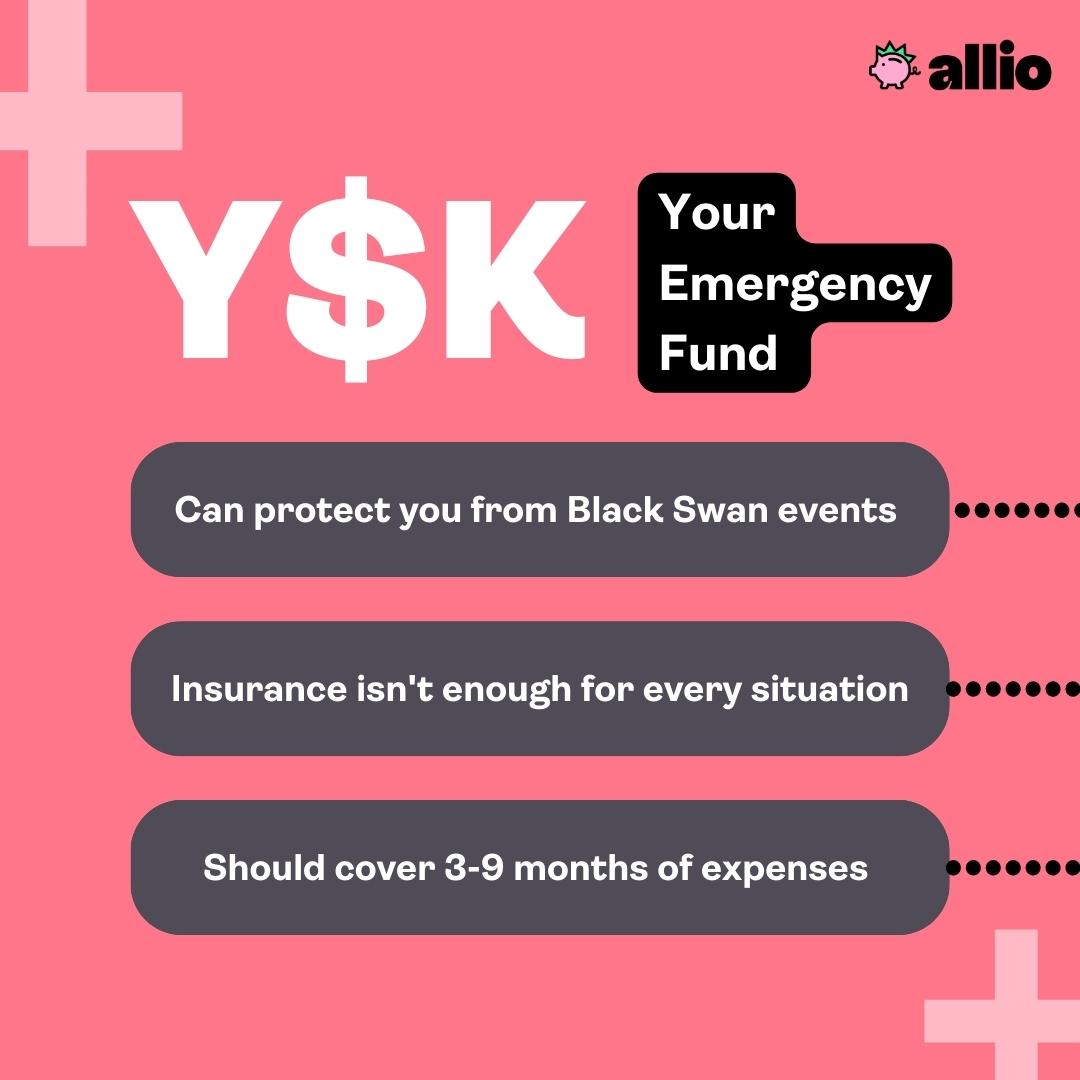 allio
Y$K
Your
Emergency
Fund
Can protect you from Black Swan events
Insurance isn't enough for every situation
Should cover 3-9 months of expenses